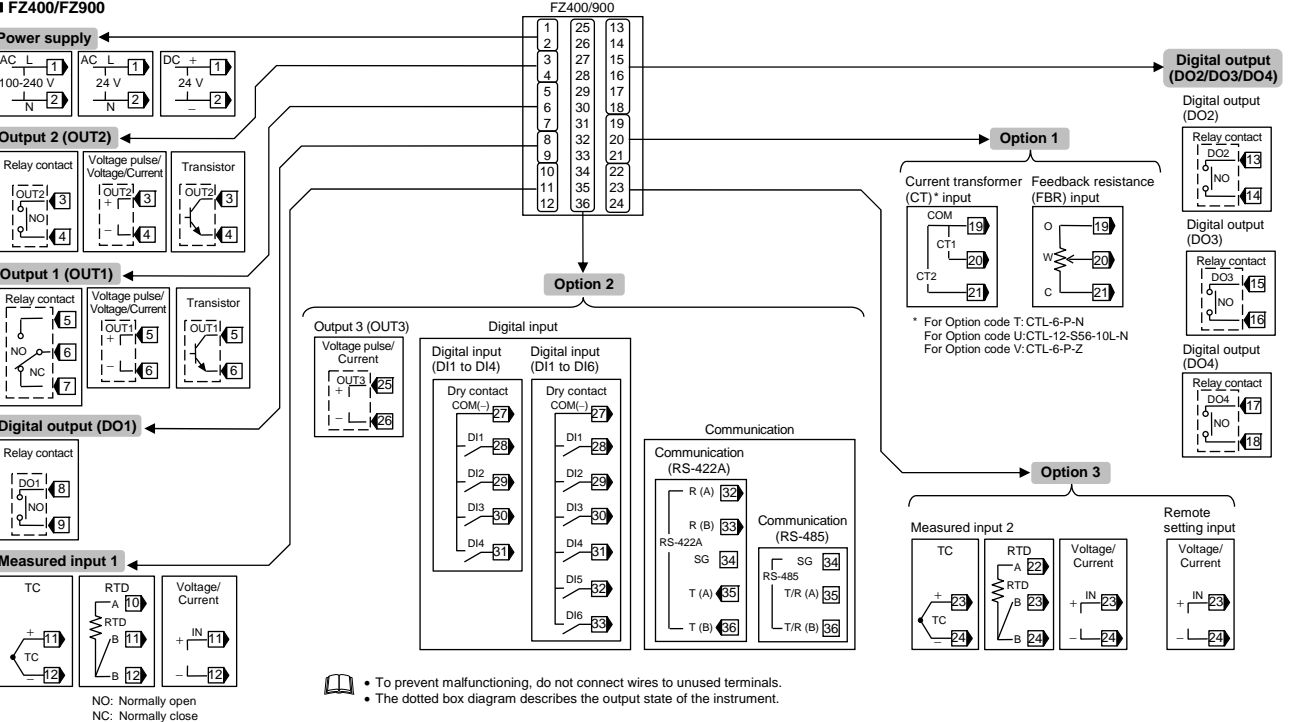 FZ400/FZ900
FZ400/900
1 25 13
2 26 14
3 27 15
4 28 16
5 29 17
6 30 18
7 31 19
8 32 20
9 33 21
10 34 22
11 35 23
12 36 24
Power supply
AC L 1
100-240 V
N 2
AC L 1
24 V
N 2
DC + 1
24 V
– 2
Output 2 (OUT2)
Relay contact
OUT2 3
NO
4
Voltage pulse/
Voltage/Current
OUT2
+ 3
– 4
Transistor
OUT2 3
4
Output 1 (OUT1)
Relay contact
5
NO 6
NC
7
Voltage pulse/
Voltage/Current
OUT1
+ 5
– 6
Transistor
OUT1 5
6
Digital output (DO1)
Relay contact
DO1 8
NO
9
Measured input 1
TC
+ 11
TC
– 12
RTD
A 10
RTD
B 11
B 12
Voltage/
Current
+ IN 11
– 12
NO: Normally open
NC: Normally close
Option 2
Output 3 (OUT3)
Voltage pulse/
Current
OUT3
+ 25
– 26
Digital input
Digital input
(DI1 to DI4)
Dry contact
COM(–) 27
DI1 28
DI2 29
DI3 30
DI4 31
Digital input
(DI1 to DI6)
Dry contact
COM(–) 27
DI1 28
DI2 29
DI3 30
DI4 31
DI5 32
DI6 33
Communication
Communication
(RS-422A)
R (A) 32
R (B) 33
RS-422A
SG 34
T (A) 35
T (B) 36
Communication
(RS-485)
SG 34
RS-485
T/R (A) 35
T/R (B) 36
• To prevent malfunctioning, do not connect wires to unused terminals.
• The dotted box diagram describes the output state of the instrument.
Option 1
Current transformer
(CT)* input
COM 19
CT1
20
CT2
21
Feedback resistance
(FBR) input
O 19
W 20
C 21
* For Option code T: CTL-6-P-N
For Option code U:CTL-12-S56-10L-N
For Option code V:CTL-6-P-Z
Digital output
(DO2/DO3/DO4)
Digital output
(DO2)
Relay contact
DO2 13
NO
14
Digital output
(DO3)
Relay contact
DO3 15
NO
16
Digital output
(DO4)
Relay contact
DO4 17
NO
18
Option 3
Measured input 2
TC
+ 23
TC
– 24
RTD
A 22
RTD
B 23
B 24
Voltage/
Current
+ IN 23
– 24
Remote
setting input
Voltage/
Current
+ IN 23
– 24